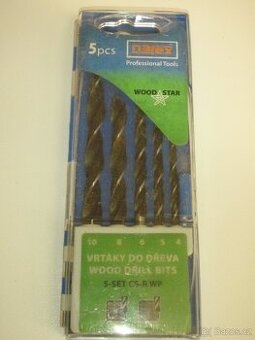 5pcs
Narex
Professional Tools
WOOD STAR
10 8 6 5 4
VRTÁKY DO DŘEVA
WOOD DRILL BITS
5-SET CS-R WP